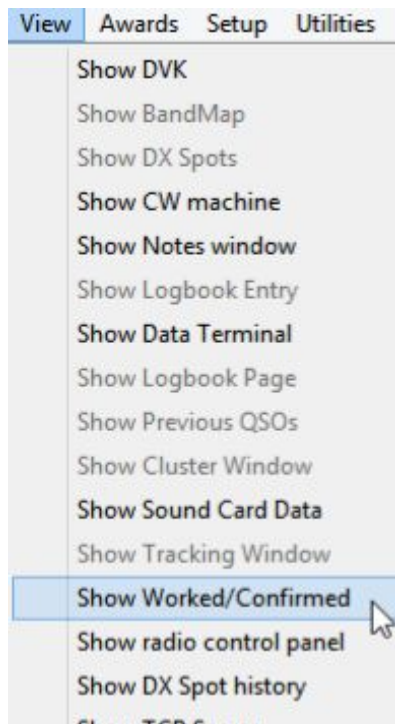 View Awards Setup Utilities
Show DVK
Show BandMap
Show DX Spots
Show CW machine
Show Notes window
Show Logbook Entry
Show Data Terminal
Show Logbook Page
Show Previous QSOs
Show Cluster Window
Show Sound Card Data
Show Tracking Window
Show Worked/Confirmed
Show radio control panel
Show DX Spot history